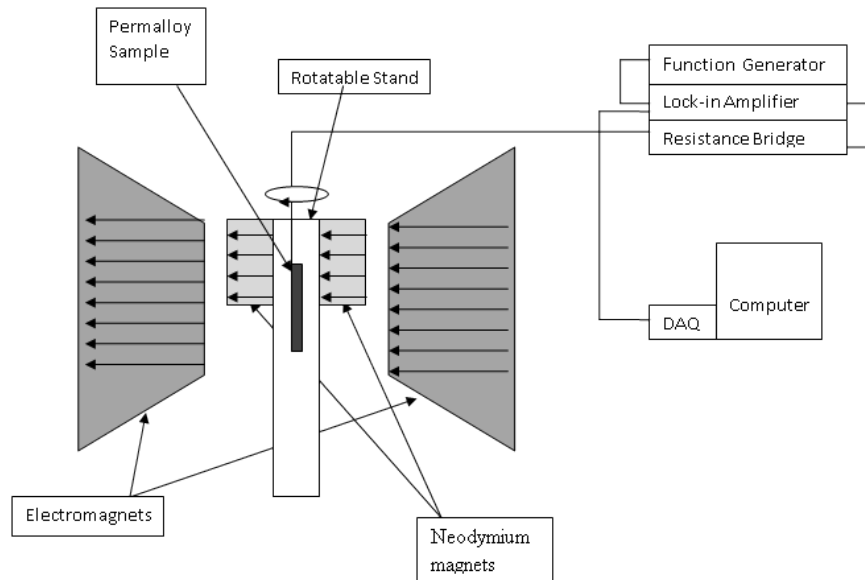 Permalloy
Sample
Rotatable Stand
Function Generator
Lock-in Amplifier
Resistance Bridge
Computer
DAQ
Electromagnets
Neodymium
magnets